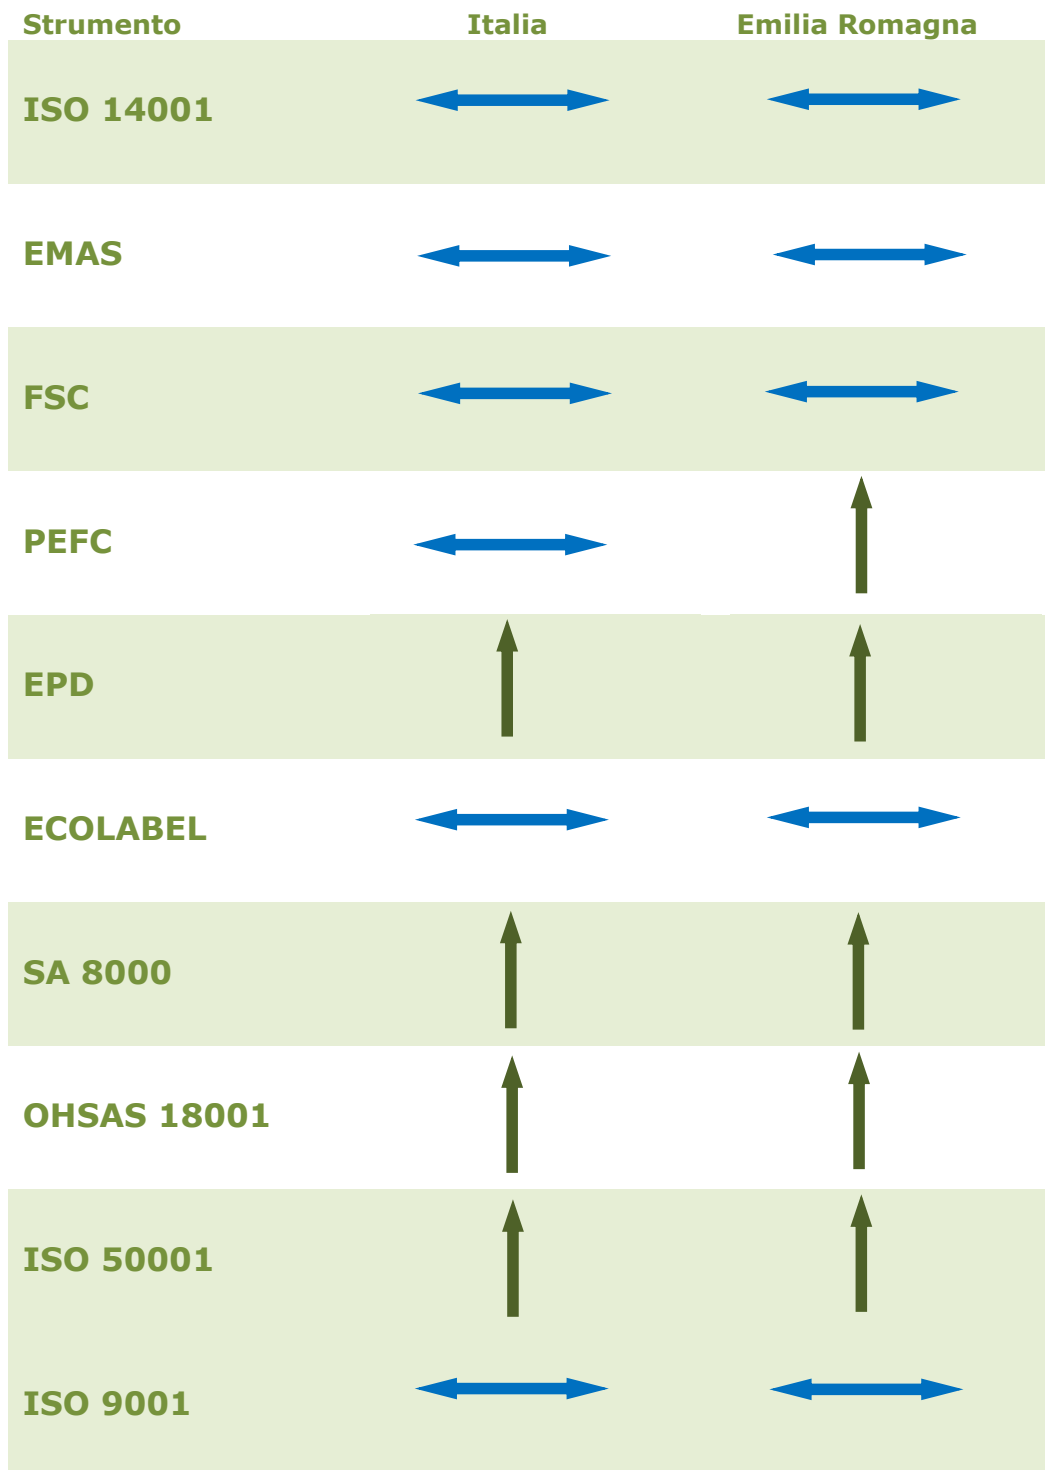 Strumento Italia Emilia Romagna
ISO 14001
EMAS
FSC
PEFC
EPD
ECOLABEL
SA 8000
OHSAS 18001
ISO 50001
ISO 9001